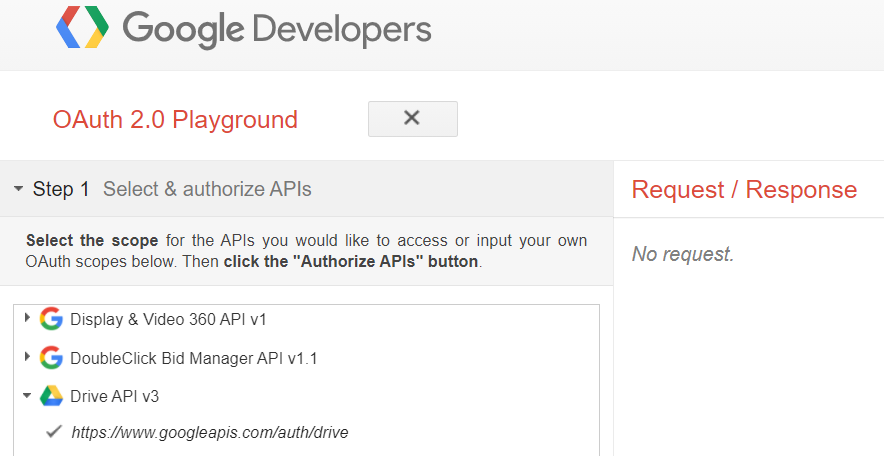 Google Developers
OAuth 2.0 Playground
Step 1 Select & authorize APIs
Select the scope for the APIs you would like to access or input your own
OAuth scopes below. Then click the "Authorize APIs" button.
Display & Video 360 API v1
DoubleClick Bid Manager API v1.1
Drive API v3
https://www.googleapis.com/auth/drive
Request / Response
No request.